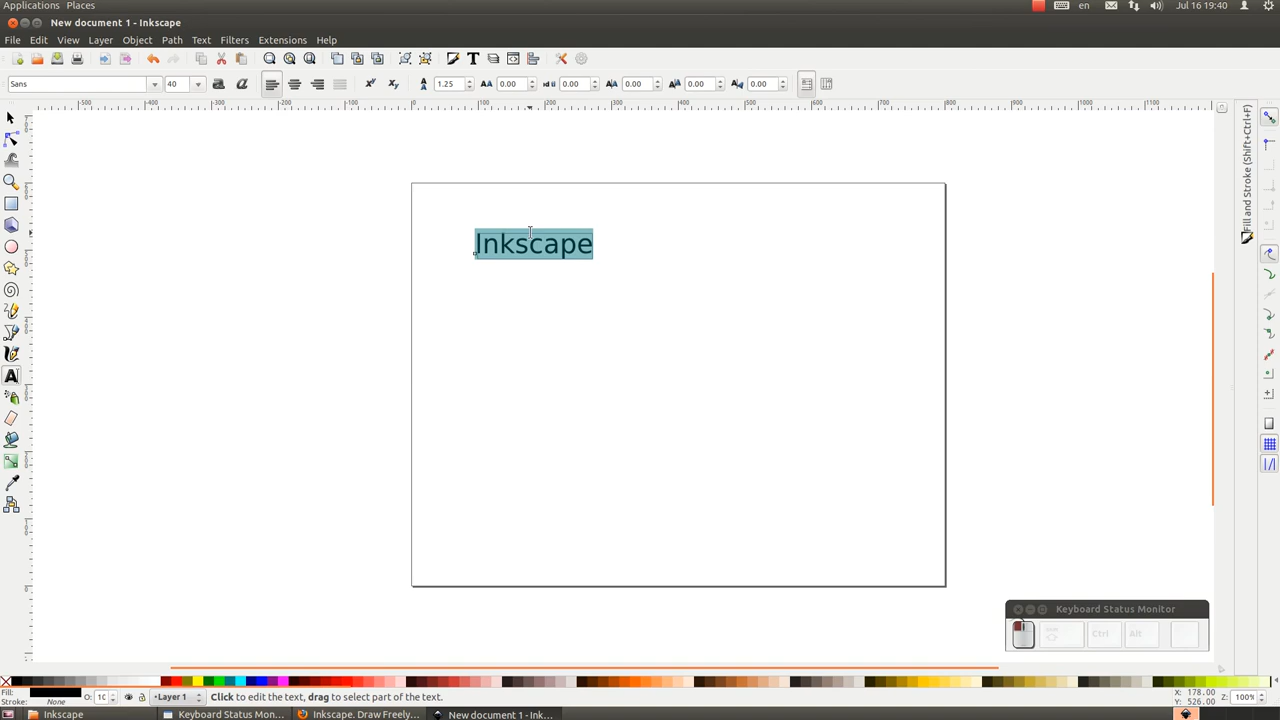 Applications Places
en
Jul 16 19:40
New document 1 - Inkscape
File Edit View Layer Object Path Text Filters Extensions Help
Sans 40 1.25 0.00 0.00 0.00 0.00 0.00
Fill and Stroke (Shift+Ctrl+F)
Inkscape
Keyboard Status Monitor
Ctrl Alt
Fill:
Stroke: None
O: 10
•Layer 1
Click to edit the text, drag to select part of the text.
X: 178.00
Y: 526.00
Z: 100%
Inkscape
Keyboard Status Mon...
Inkscape. Draw Freely....
New document 1 - Ink...